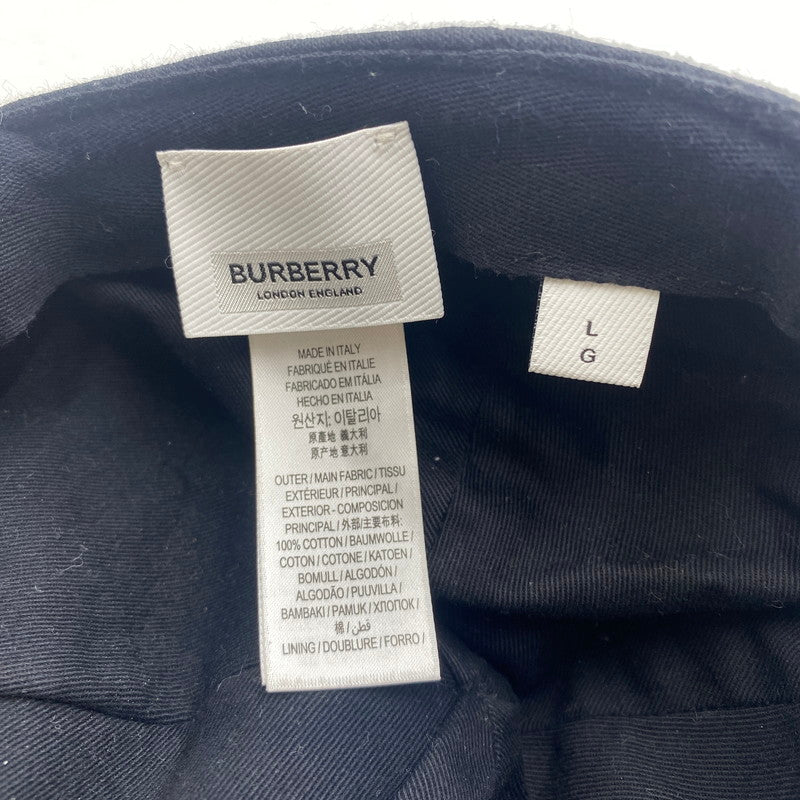 BURBERRY
LONDON ENGLAND
L
G
MADE IN ITALY
FABRIQUÉ EN ITALIE
FABRICADO EM ITÁLIA
HECHO EN ITALIA
원산지: 이탈리아
原產地 義大利
原产地 意大利
OUTER / MAIN FABRIC / TISSU
EXTÉRIEUR / PRINCIPAL /
EXTERIOR - COMPOSICION
PRINCIPAL / 外部/主要布料:
100% COTTON / BAUMWOLLE /
COTON / COTONE / KATOEN /
BOMULL / ALGODÓN /
ALGODÃO / PUUVILLA /
BAMBAKI / PAMUK / ХЛОПОК /
棉 / قطن /
LINING / DOUBLURE / FORRO /